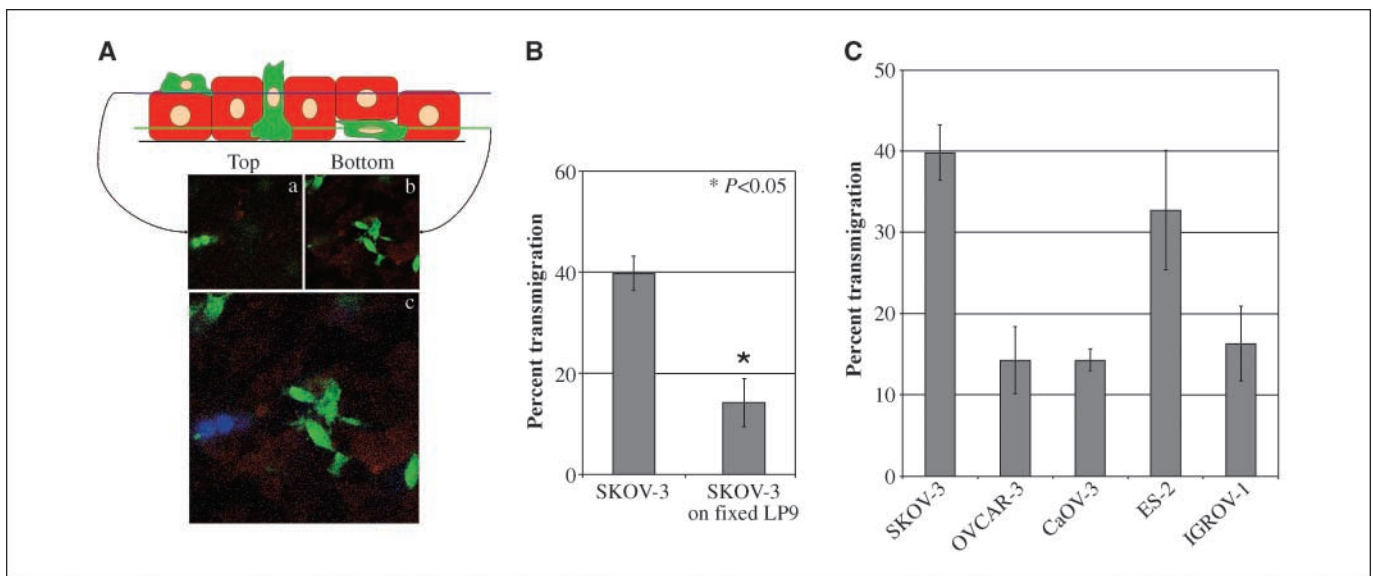 A
Top Bottom
a
b
c
B
Percent transmigration
60
40
20
0
* P<0.05
*
SKOV-3
SKOV-3
on fixed LP9
C
Percent transmigration
50
40
30
20
10
0
SKOV-3
OVCAR-3
CaOV-3
ES-2
IGROV-1